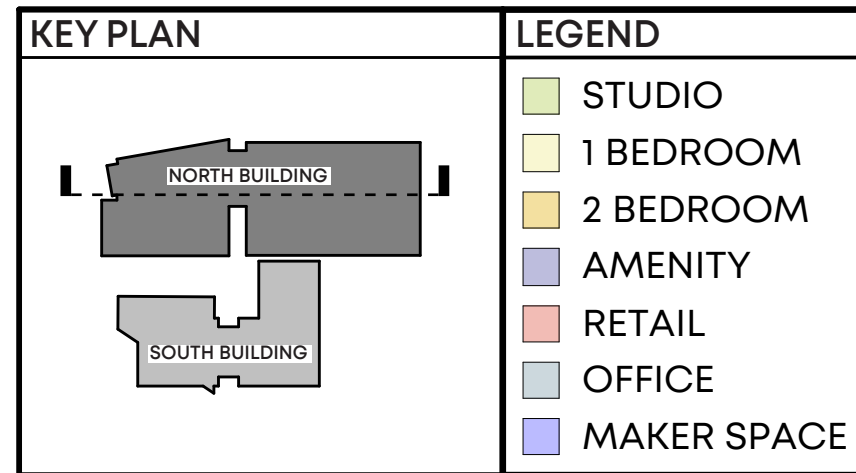 KEY PLAN
NORTH BUILDING
SOUTH BUILDING
LEGEND
STUDIO
1 BEDROOM
2 BEDROOM
AMENITY
RETAIL
OFFICE
MAKER SPACE